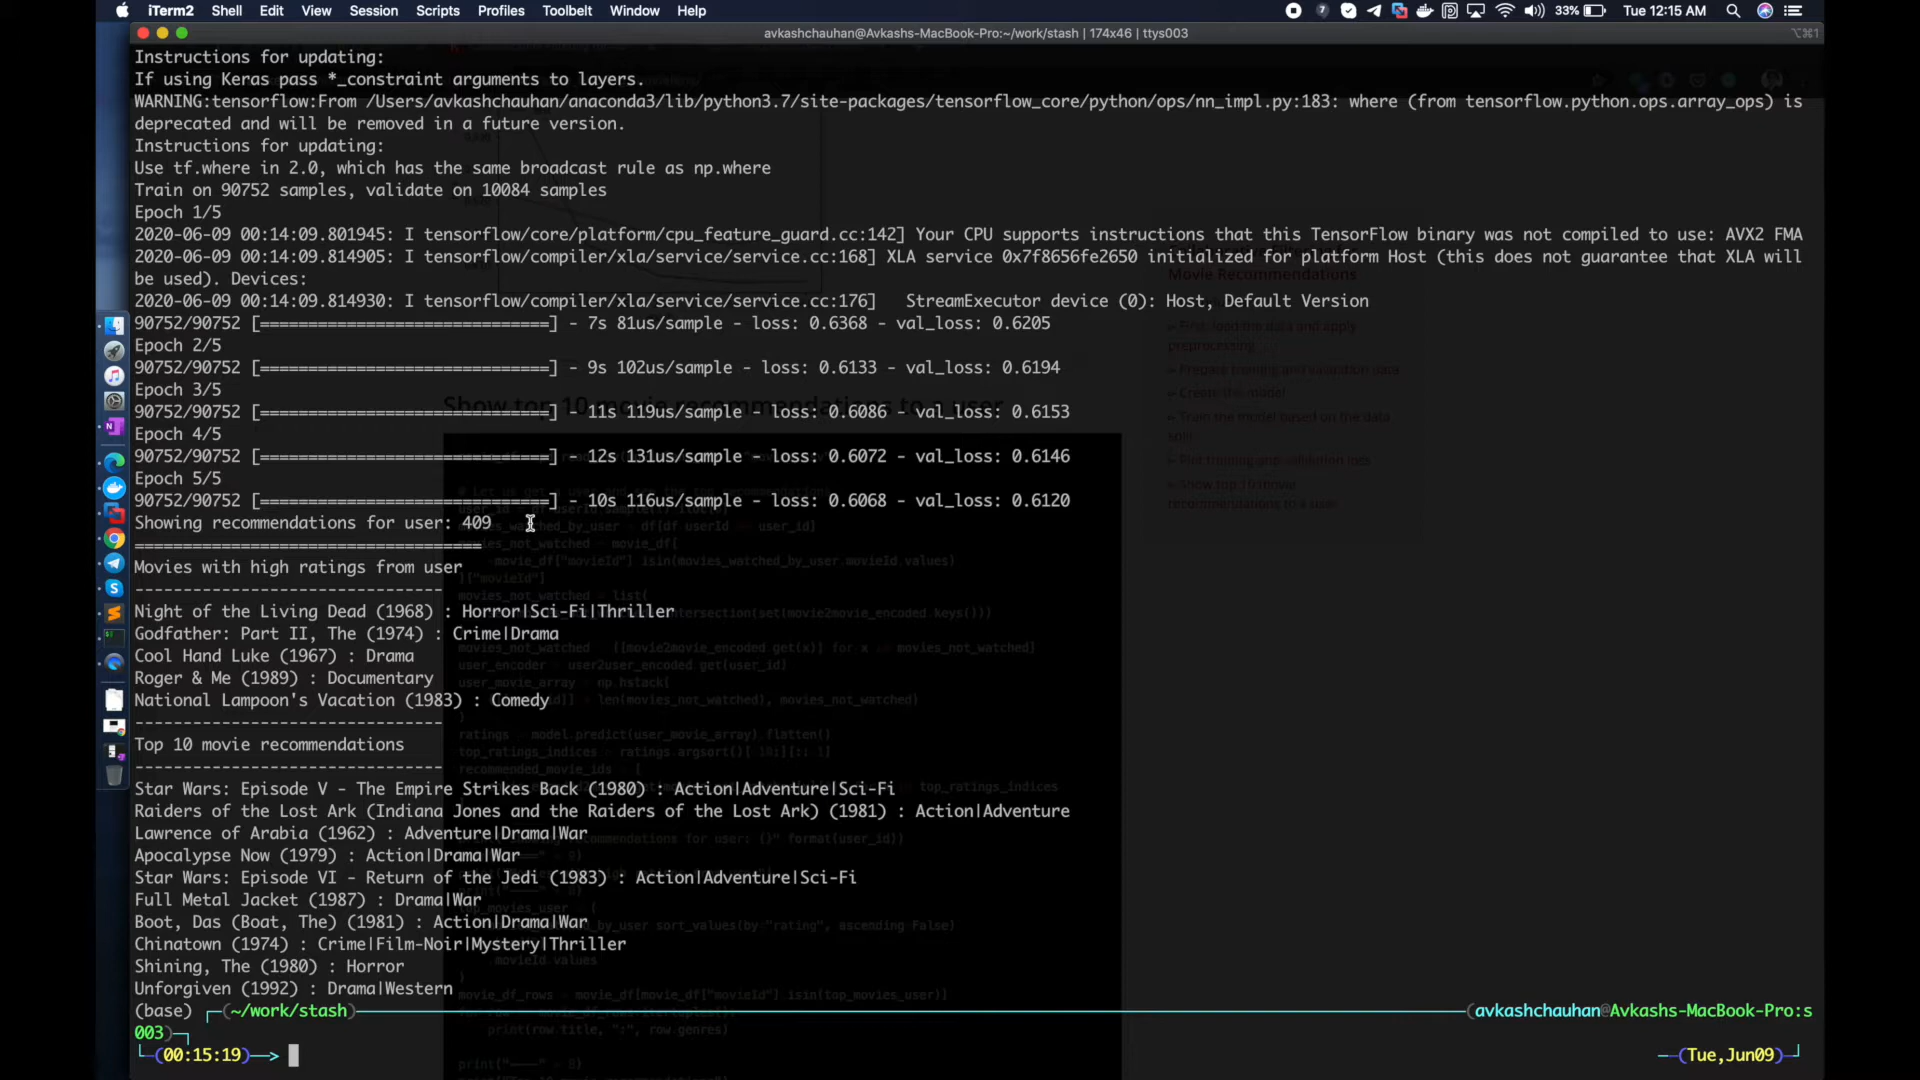 iTerm2 Shell Edit View Session Scripts Profiles Toolbelt Window Help 33% Tue 12:15 AM
avkashchauhan@Avkashs-MacBook-Pro:~/work/stash | 174x46 | ttys003 ⌥⌘1
Instructions for updating:
If using Keras pass *_constraint arguments to layers.
WARNING:tensorflow:From /Users/avkashchauhan/anaconda3/lib/python3.7/site-packages/tensorflow_core/python/ops/nn_impl.py:183: where (from tensorflow.python.ops.array_ops) is
deprecated and will be removed in a future version.
Instructions for updating:
Use tf.where in 2.0, which has the same broadcast rule as np.where
Train on 90752 samples, validate on 10084 samples
Epoch 1/5
2020-06-09 00:14:09.801945: I tensorflow/core/platform/cpu_feature_guard.cc:142] Your CPU supports instructions that this TensorFlow binary was not compiled to use: AVX2 FMA
2020-06-09 00:14:09.814905: I tensorflow/compiler/xla/service/service.cc:168] XLA service 0x7f8656fe2650 initialized for platform Host (this does not guarantee that XLA will
be used). Devices:
2020-06-09 00:14:09.814930: I tensorflow/compiler/xla/service/service.cc:176]   StreamExecutor device (0): Host, Default Version
90752/90752 [==============================] - 7s 81us/sample - loss: 0.6368 - val_loss: 0.6205
Epoch 2/5
90752/90752 [==============================] - 9s 102us/sample - loss: 0.6133 - val_loss: 0.6194
Epoch 3/5
90752/90752 [==============================] - 11s 119us/sample - loss: 0.6086 - val_loss: 0.6153
Epoch 4/5
90752/90752 [==============================] - 12s 131us/sample - loss: 0.6072 - val_loss: 0.6146
Epoch 5/5
90752/90752 [==============================] - 10s 116us/sample - loss: 0.6068 - val_loss: 0.6120
Showing recommendations for user: 409
====================================
Movies with high ratings from user
--------------------------------
Night of the Living Dead (1968) : Horror|Sci-Fi|Thriller
Godfather: Part II, The (1974) : Crime|Drama
Cool Hand Luke (1967) : Drama
Roger & Me (1989) : Documentary
National Lampoon's Vacation (1983) : Comedy
--------------------------------
Top 10 movie recommendations
--------------------------------
Star Wars: Episode V - The Empire Strikes Back (1980) : Action|Adventure|Sci-Fi
Raiders of the Lost Ark (Indiana Jones and the Raiders of the Lost Ark) (1981) : Action|Adventure
Lawrence of Arabia (1962) : Adventure|Drama|War
Apocalypse Now (1979) : Action|Drama|War
Star Wars: Episode VI - Return of the Jedi (1983) : Action|Adventure|Sci-Fi
Full Metal Jacket (1987) : Drama|War
Boot, Das (Boat, The) (1981) : Action|Drama|War
Chinatown (1974) : Crime|Film-Noir|Mystery|Thriller
Shining, The (1980) : Horror
Unforgiven (1992) : Drama|Western
(base) ┌─(~/work/stash)─(avkashchauhan@Avkashs-MacBook-Pro:s
003)─┐
└─(00:15:19)──> ─(Tue,Jun09)─┘